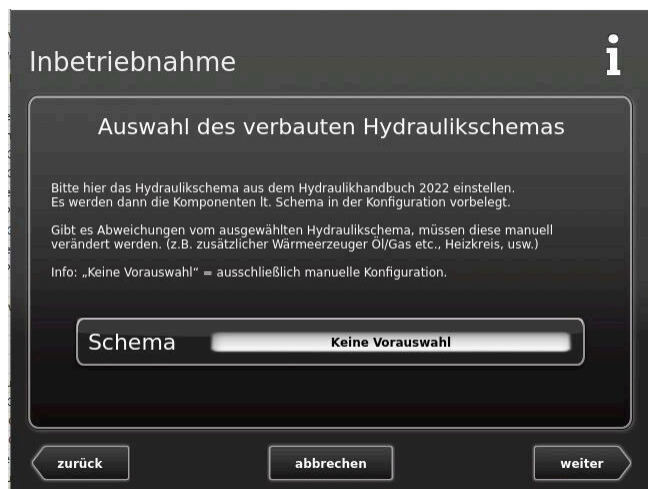 Inbetriebnahme
i
Auswahl des verbauten Hydraulikschemas
Bitte hier das Hydraulikschema aus dem Hydraulikhandbuch 2022 einstellen.
Es werden dann die Komponenten lt. Schema in der Konfiguration vorbelegt.
Gibt es Abweichungen vom ausgewählten Hydraulikschema, müssen diese manuell
verändert werden. (z.B. zusätzlicher Wärmeerzeuger Öl/Gas etc., Heizkreis, usw.)
Info: „Keine Vorauswahl“ = ausschließlich manuelle Konfiguration.
Schema Keine Vorauswahl
zurück abbrechen weiter